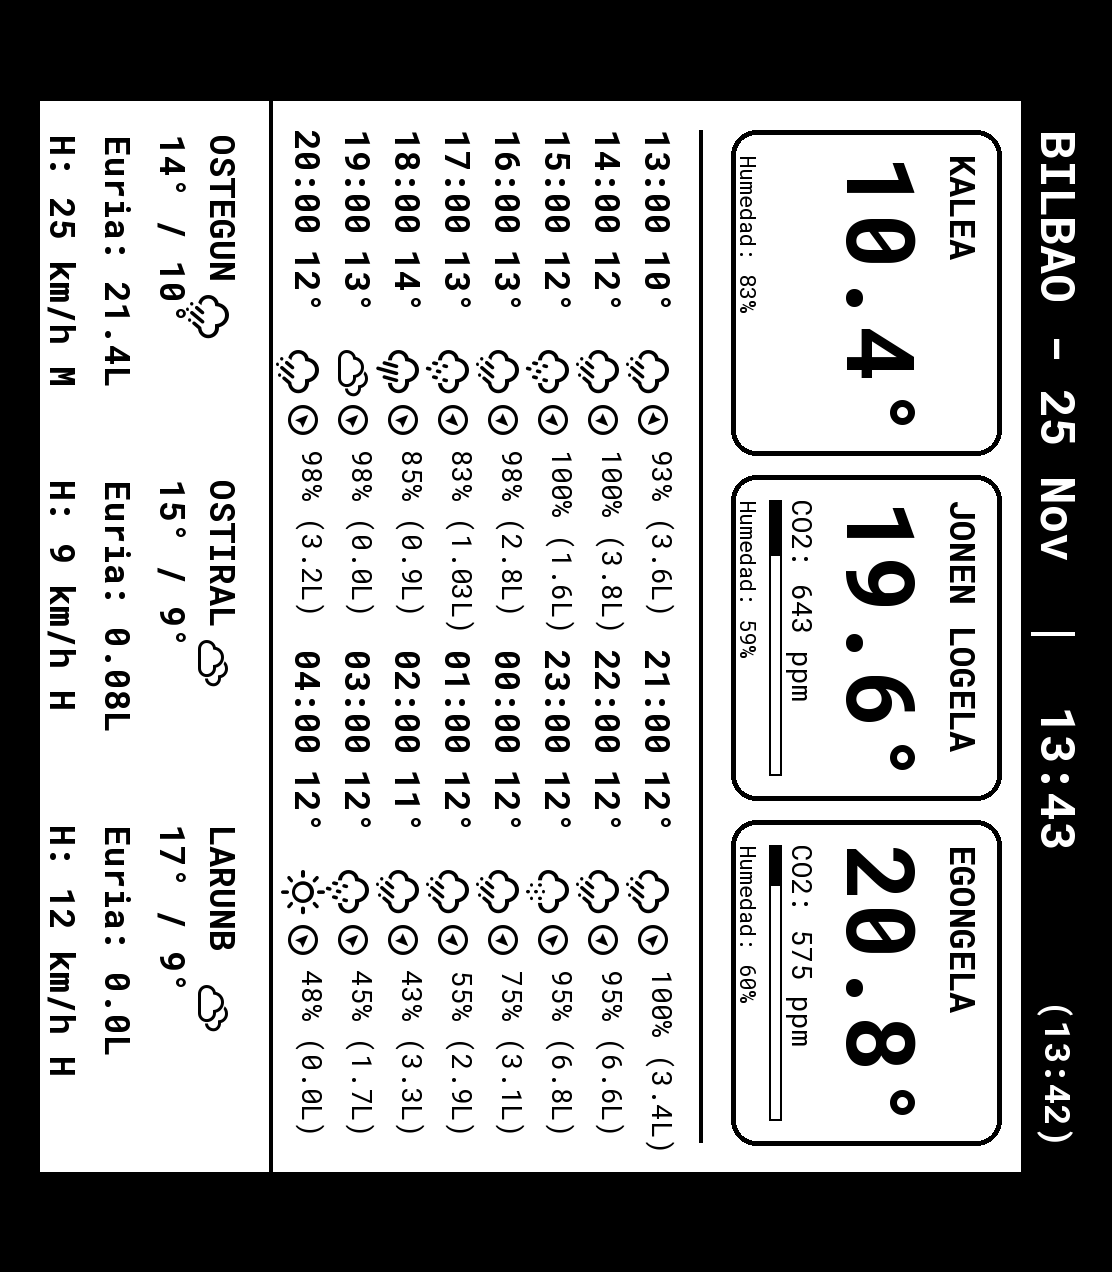 BILBAO - 25 Nov | 13:43 (13:42)
KALEA
10.4°
Humedad: 83%
JONEN LOGELA
19.6°
CO2: 643 ppm
Humedad: 59%
EGONGELA
20.8°
CO2: 575 ppm
Humedad: 60%
13:00 10° 93% (3.6L)
14:00 12° 100% (3.8L)
15:00 12° 100% (1.6L)
16:00 13° 98% (2.8L)
17:00 13° 83% (1.03L)
18:00 14° 85% (0.9L)
19:00 13° 98% (0.0L)
20:00 12° 98% (3.2L)
21:00 12° 100% (3.4L)
22:00 12° 95% (6.6L)
23:00 12° 95% (6.8L)
00:00 12° 75% (3.1L)
01:00 12° 55% (2.9L)
02:00 11° 43% (3.3L)
03:00 12° 45% (1.7L)
04:00 12° 48% (0.0L)
OSTEGUN
14° / 10°
Euria: 21.4L
H: 25 km/h M
OSTIRAL
15° / 9°
Euria: 0.08L
H: 9 km/h H
LARUNB
17° / 9°
Euria: 0.0L
H: 12 km/h H